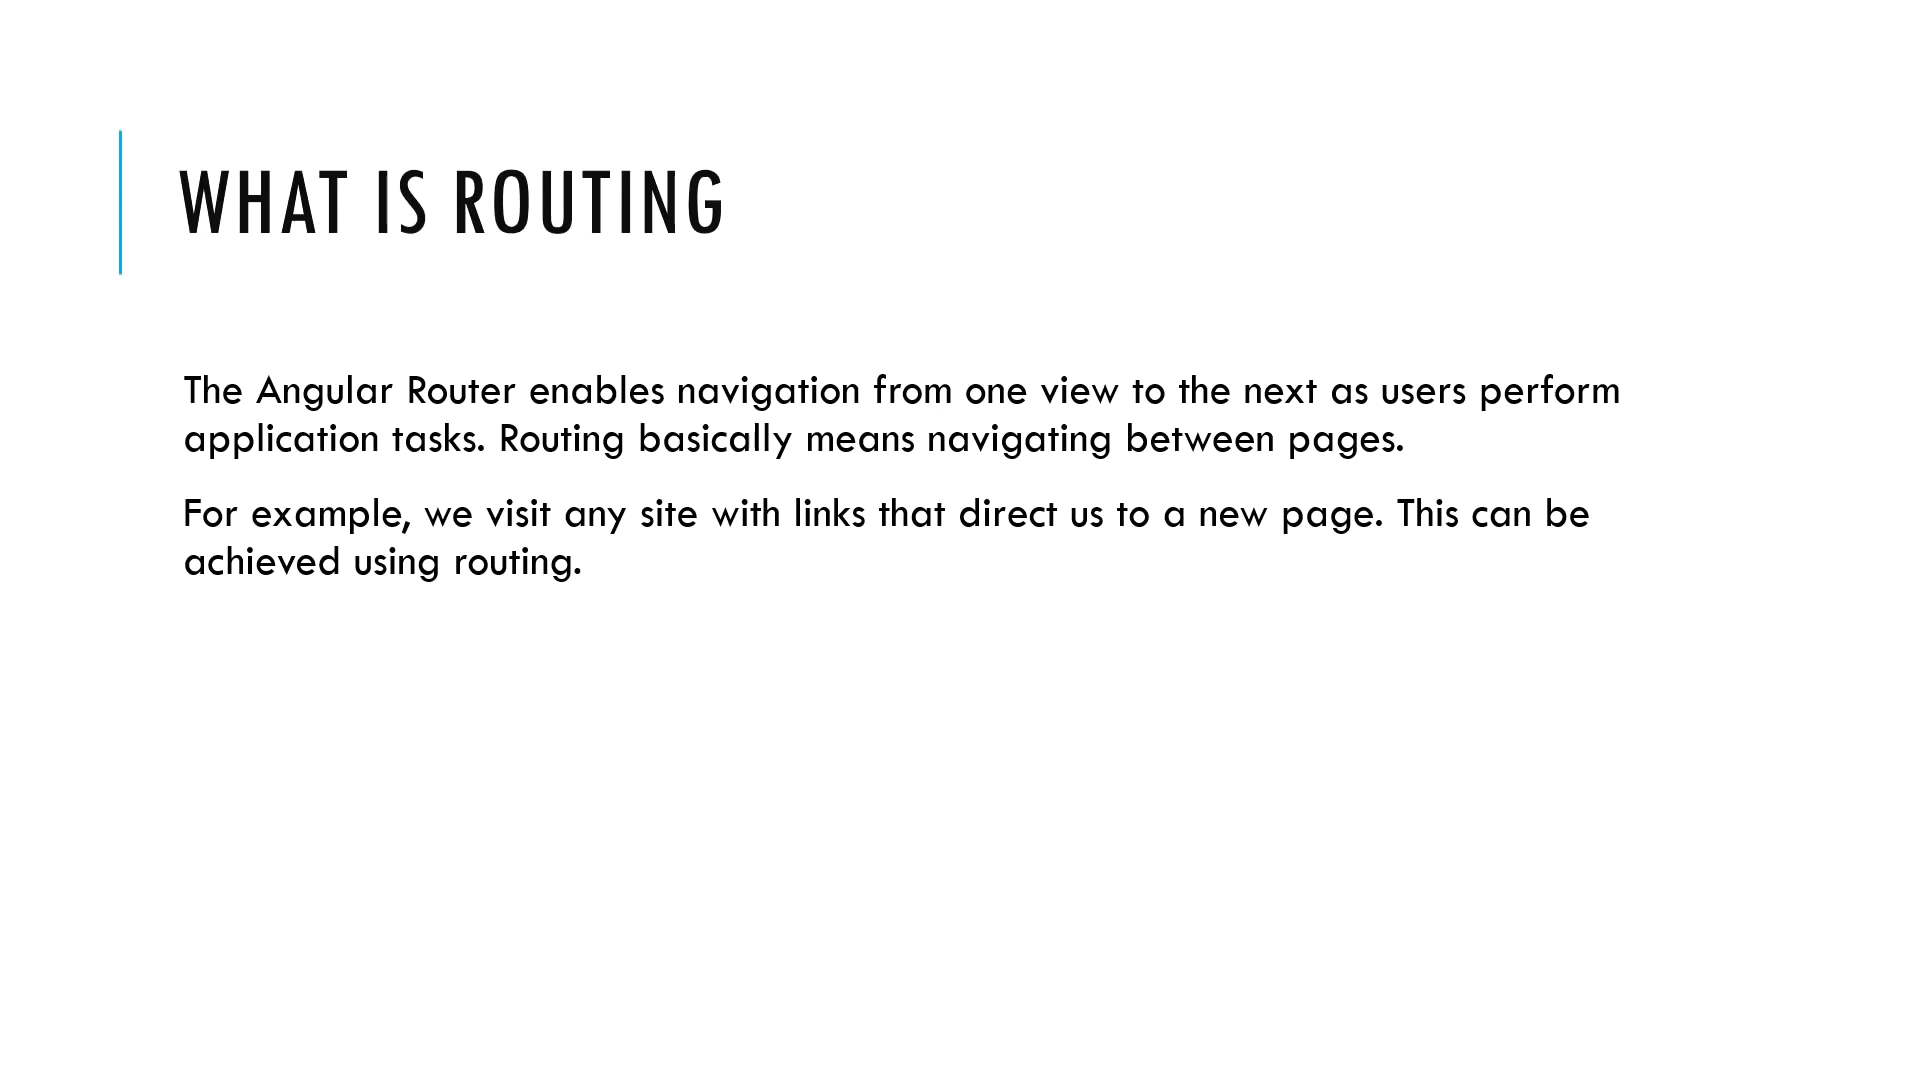 WHAT IS ROUTING
The Angular Router enables navigation from one view to the next as users perform
application tasks. Routing basically means navigating between pages.
For example, we visit any site with links that direct us to a new page. This can be
achieved using routing.